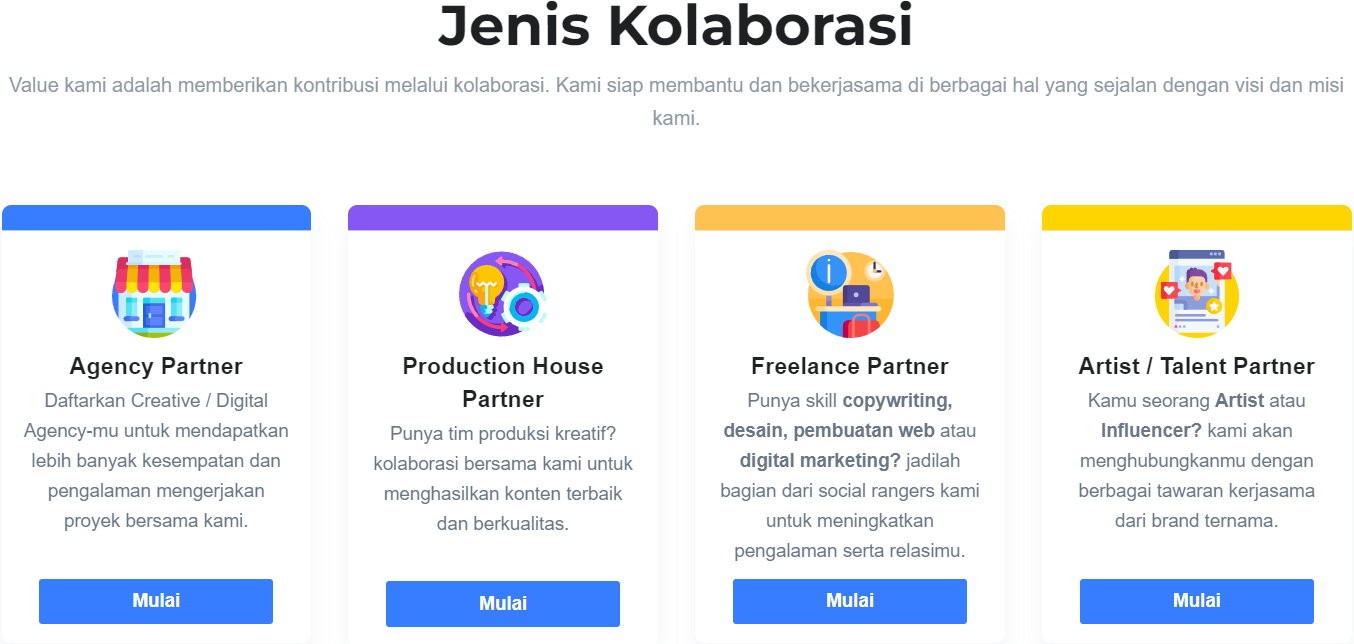 Jenis Kolaborasi
Value kami adalah memberikan kontribusi melalui kolaborasi. Kami siap membantu dan bekerjasama di berbagai hal yang sejalan dengan visi dan misi
kami.
Agency Partner
Daftarkan Creative / Digital
Agency-mu untuk mendapatkan
lebih banyak kesempatan dan
pengalaman mengerjakan
proyek bersama kami.
Mulai
Production House
Partner
Punya tim produksi kreatif?
kolaborasi bersama kami untuk
menghasilkan konten terbaik
dan berkualitas.
Mulai
Freelance Partner
Punya skill copywriting,
desain, pembuatan web atau
digital marketing? jadilah
bagian dari social rangers kami
untuk meningkatkan
pengalaman serta relasimu.
Mulai
Artist / Talent Partner
Kamu seorang Artist atau
Influencer? kami akan
menghubungkanmu dengan
berbagai tawaran kerjasama
dari brand ternama.
Mulai